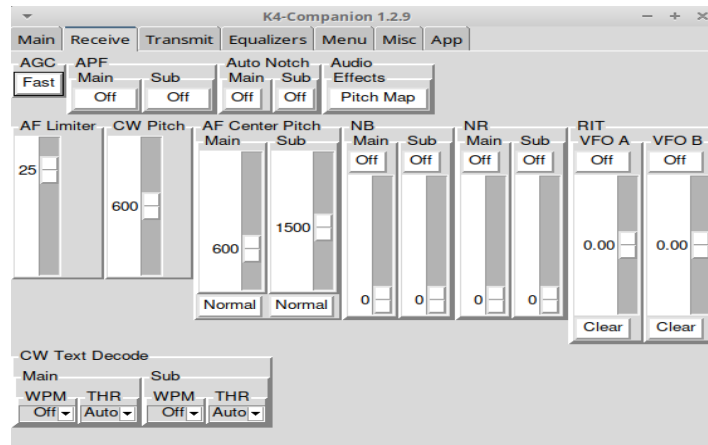 K4-Companion 1.2.9
Main Receive Transmit Equalizers Menu Misc App
AGC APF Auto Notch Audio
Main Sub Main Sub Effects
Fast Off Off Off Off Pitch Map
AF Limiter CW Pitch AF Center Pitch NB NR RIT
Main Sub Main Sub Main Sub VFO A VFO B
Off Off Off Off Off Off
25
600
1500
600 0.00 0.00
0 0 0 0
Normal Normal
Clear Clear
CW Text Decode
Main Sub
WPM THR WPM THR
Off Auto Off Auto